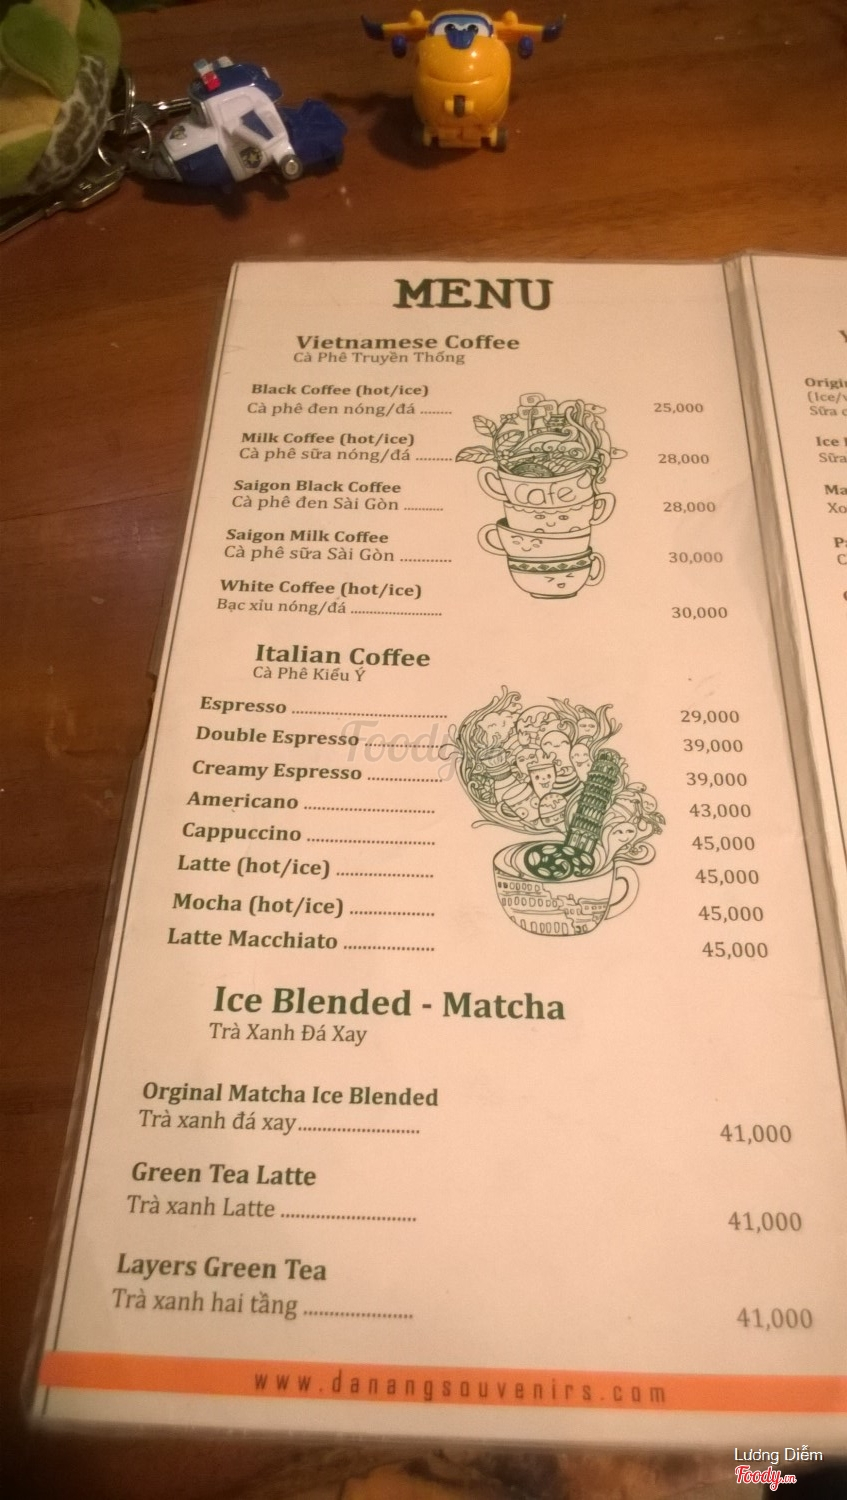 MENU
Vietnamese Coffee
Cà Phê Truyền Thống
Black Coffee (hot/ice)
Cà phê đen nóng/đá ........ 25,000
Milk Coffee (hot/ice)
Cà phê sữa nóng/đá ......... 28,000
Saigon Black Coffee
Cà phê đen Sài Gòn .......... 28,000
Saigon Milk Coffee
Cà phê sữa Sài Gòn ............ 30,000
White Coffee (hot/ice)
Bạc xỉu nóng/đá ...................... 30,000
cafe
Italian Coffee
Cà Phê Kiểu Ý
Espresso ..................................... 29,000
Double Espresso .................. 39,000
Creamy Espresso ................. 39,000
Americano ............................... 43,000
Cappuccino .............................. 45,000
Latte (hot/ice) ....................... 45,000
Mocha (hot/ice) .................... 45,000
Latte Macchiato ..................... 45,000
Ice Blended - Matcha
Trà Xanh Đá Xay
Orginal Matcha Ice Blended
Trà xanh đá xay............................ 41,000
Green Tea Latte
Trà xanh Latte ............................... 41,000
Layers Green Tea
Trà xanh hai tầng ......................... 41,000
www.danangsouvenirs.com
(Ice/
Sữa
Ice
Sữa
Ma
Xo
Foody
Lương Diễm
Foody.vn